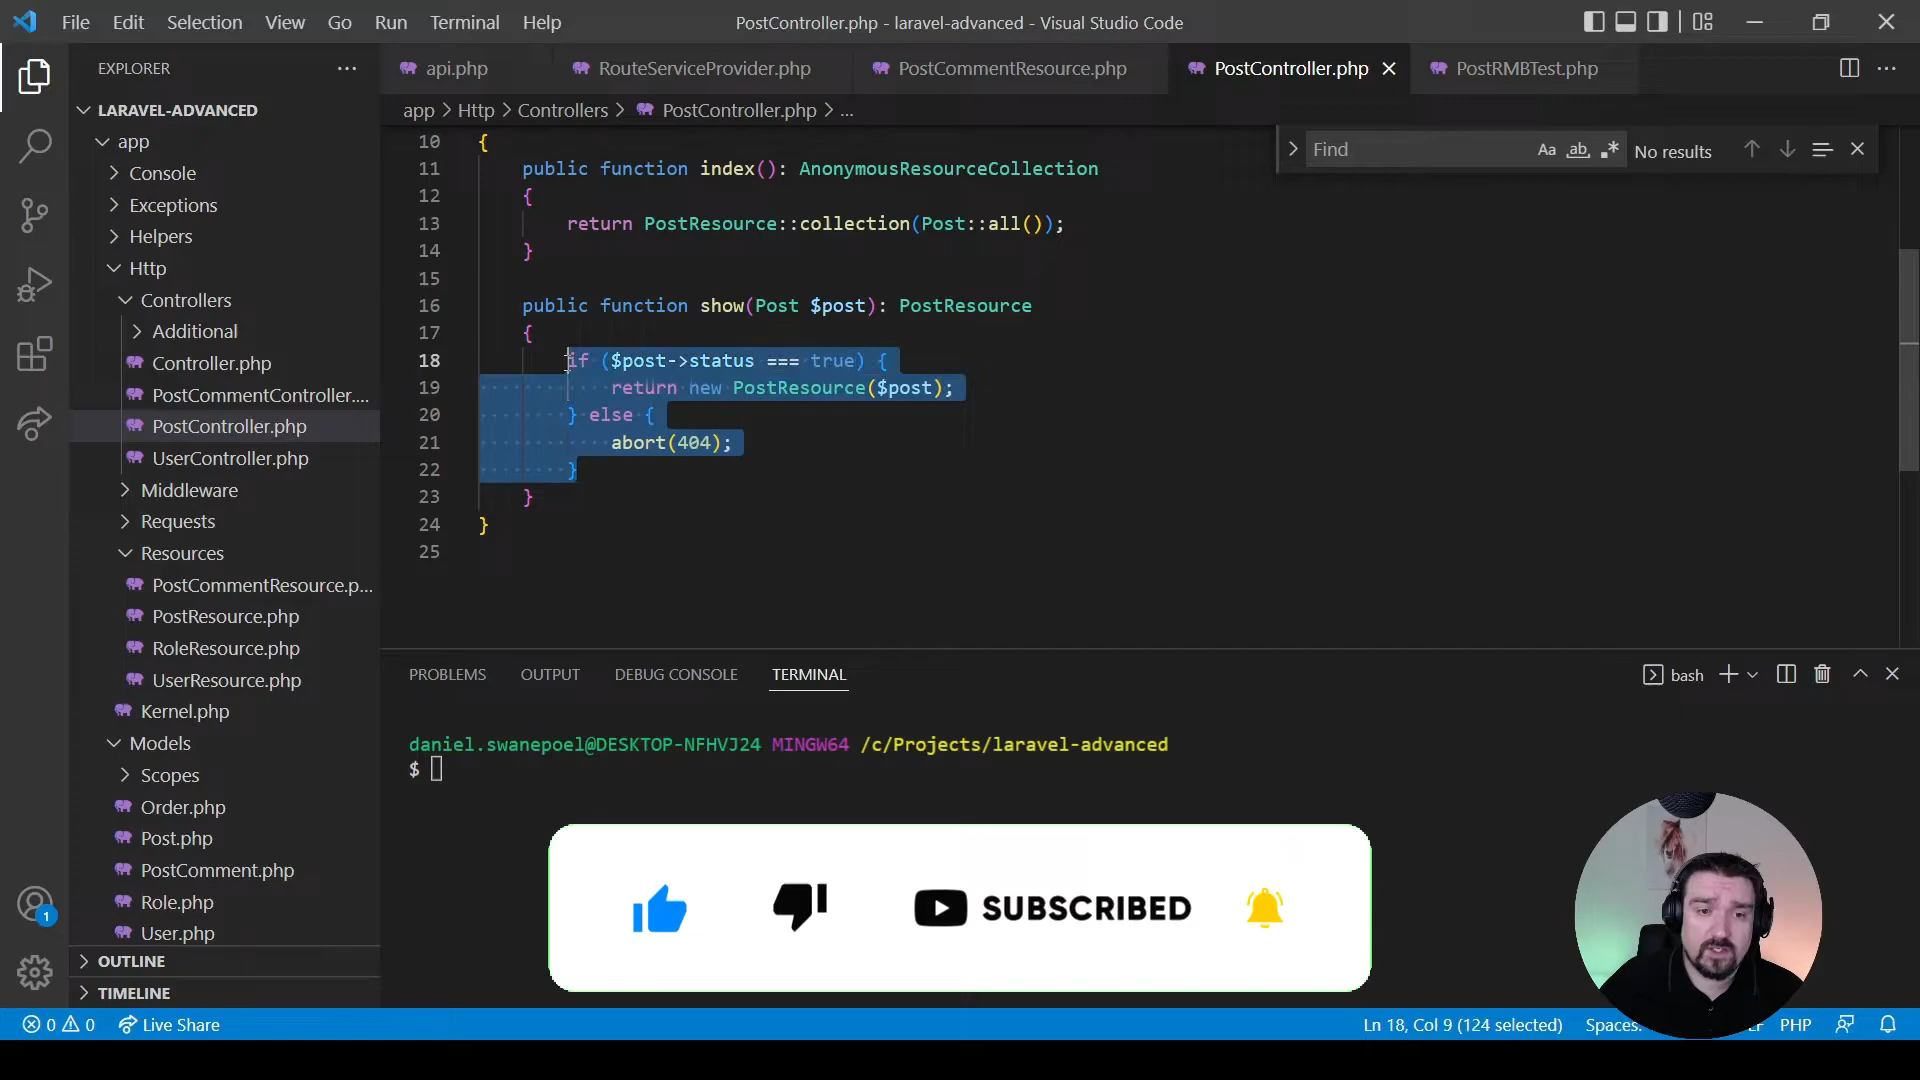 File Edit Selection View Go Run Terminal Help
PostController.php - laravel-advanced - Visual Studio Code
EXPLORER
api.php
RouteServiceProvider.php
PostCommentResource.php
PostController.php
PostRMBTest.php
app > Http > Controllers > PostController.php > ...
LARAVEL-ADVANCED
app
Console
Exceptions
Helpers
Http
Controllers
Additional
Controller.php
PostCommentController....
PostController.php
UserController.php
Middleware
Requests
Resources
PostCommentResource.p...
PostResource.php
RoleResource.php
UserResource.php
Kernel.php
Models
Scopes
Order.php
Post.php
PostComment.php
Role.php
User.php
OUTLINE
TIMELINE
Find
Aa ab .*
No results
10 {
11 public function index(): AnonymousResourceCollection
12 {
13 return PostResource::collection(Post::all());
14 }
15
16 public function show(Post $post): PostResource
17 {
18 if ($post->status === true) {
19 return new PostResource($post);
20 } else {
21 abort(404);
22 }
23 }
24 }
25
PROBLEMS OUTPUT DEBUG CONSOLE TERMINAL
bash
daniel.swanepoel@DESKTOP-NFHVJ24 MINGW64 /c/Projects/laravel-advanced
$
SUBSCRIBED
1
0 0 Live Share
Ln 18, Col 9 (124 selected) Spaces: PHP